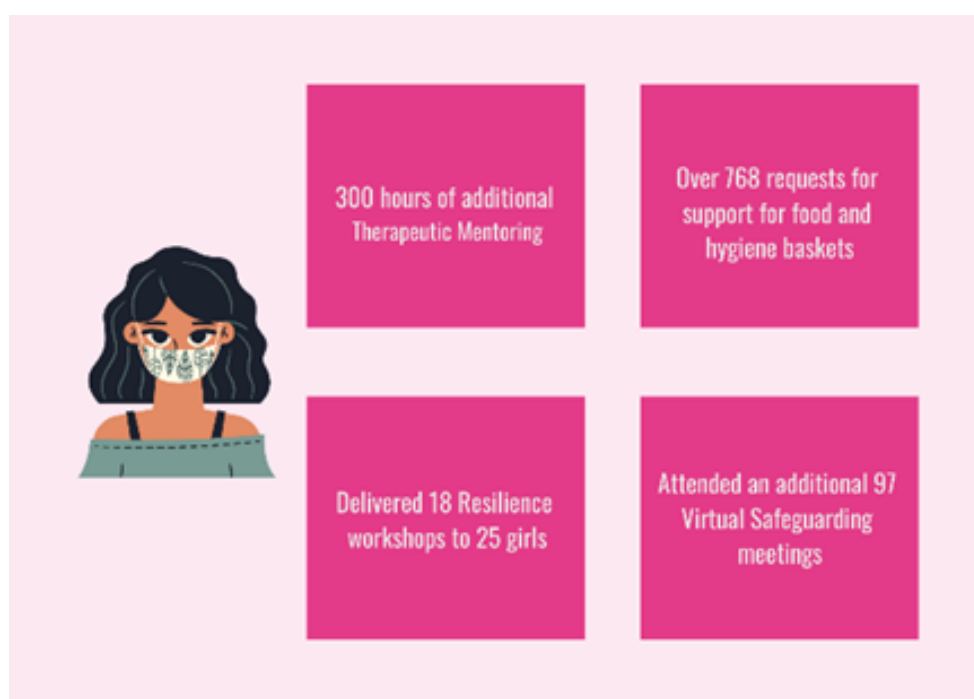 300 hours of additional
Therapeutic Mentoring
Over 768 requests for
support for food and
hygiene baskets
Delivered 18 Resilience
workshops to 25 girls
Attended an additional 97
Virtual Safeguarding
meetings